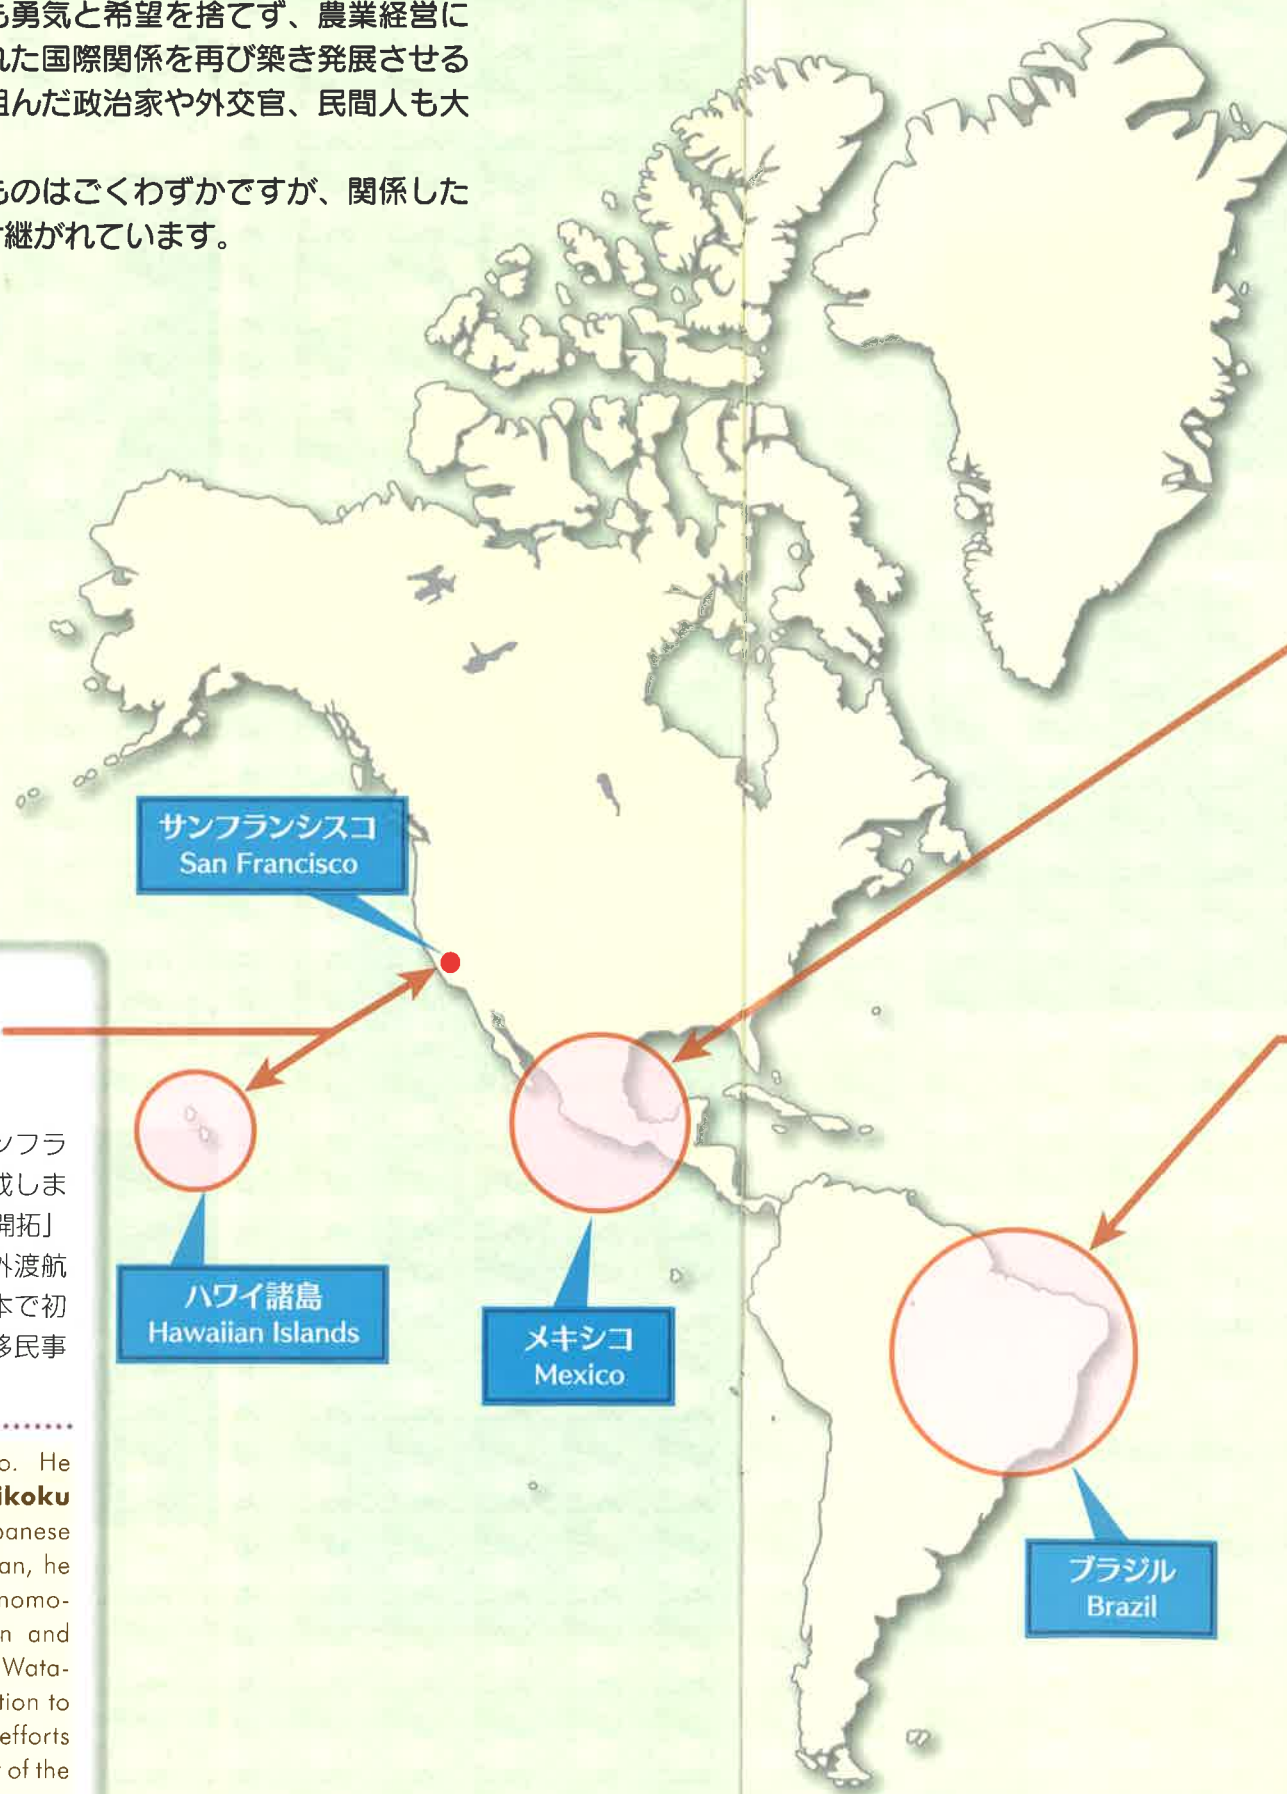 も勇気と希望を捨てず、農業経営に
れた国際関係を再び築き発展させる
組んだ政治家や外交官、民間人も大
ものはごくわずかですが、関係した
け継がれています。
サンフランシスコ
San Francisco
ハワイ諸島
Hawaiian Islands
メキシコ
Mexico
ブラジル
Brazil
ンフラ
成しま
開拓」
外渡航
本で初
移民事
o. He
ikoku
panese
an, he
nomo-
n and
Wata-
tion to
efforts
of the